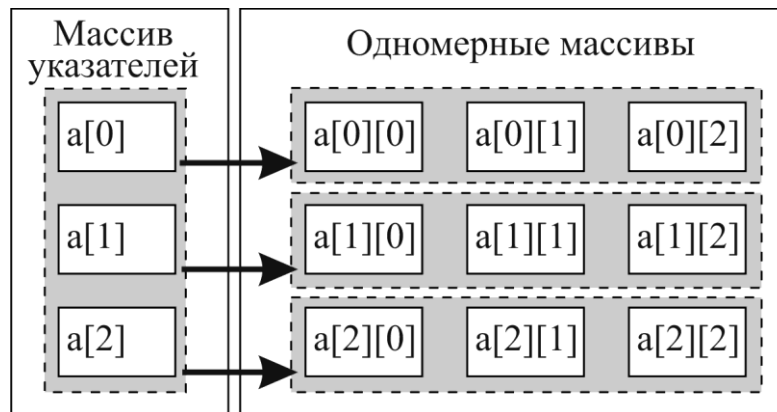 Массив
указателей
Одномерные массивы
a[0]
a[0][0] a[0][1] a[0][2]
a[1]
a[1][0] a[1][1] a[1][2]
a[2]
a[2][0] a[2][1] a[2][2]